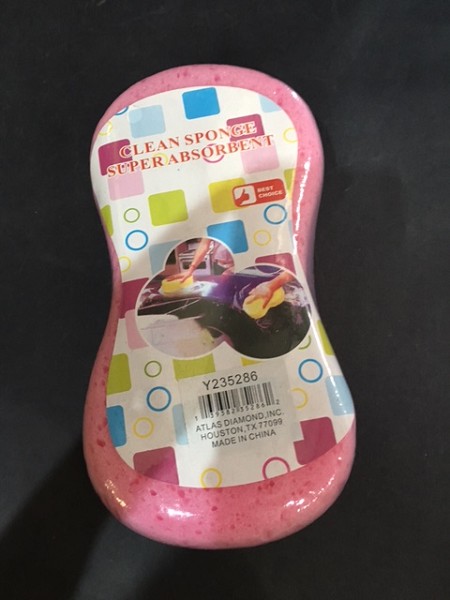 CLEAN SPONGE
SUPER ABSORBENT
BEST
CHOICE
Y235286
ATLAS DIAMOND,INC.
HOUSTON,TX 77099
MADE IN CHINA